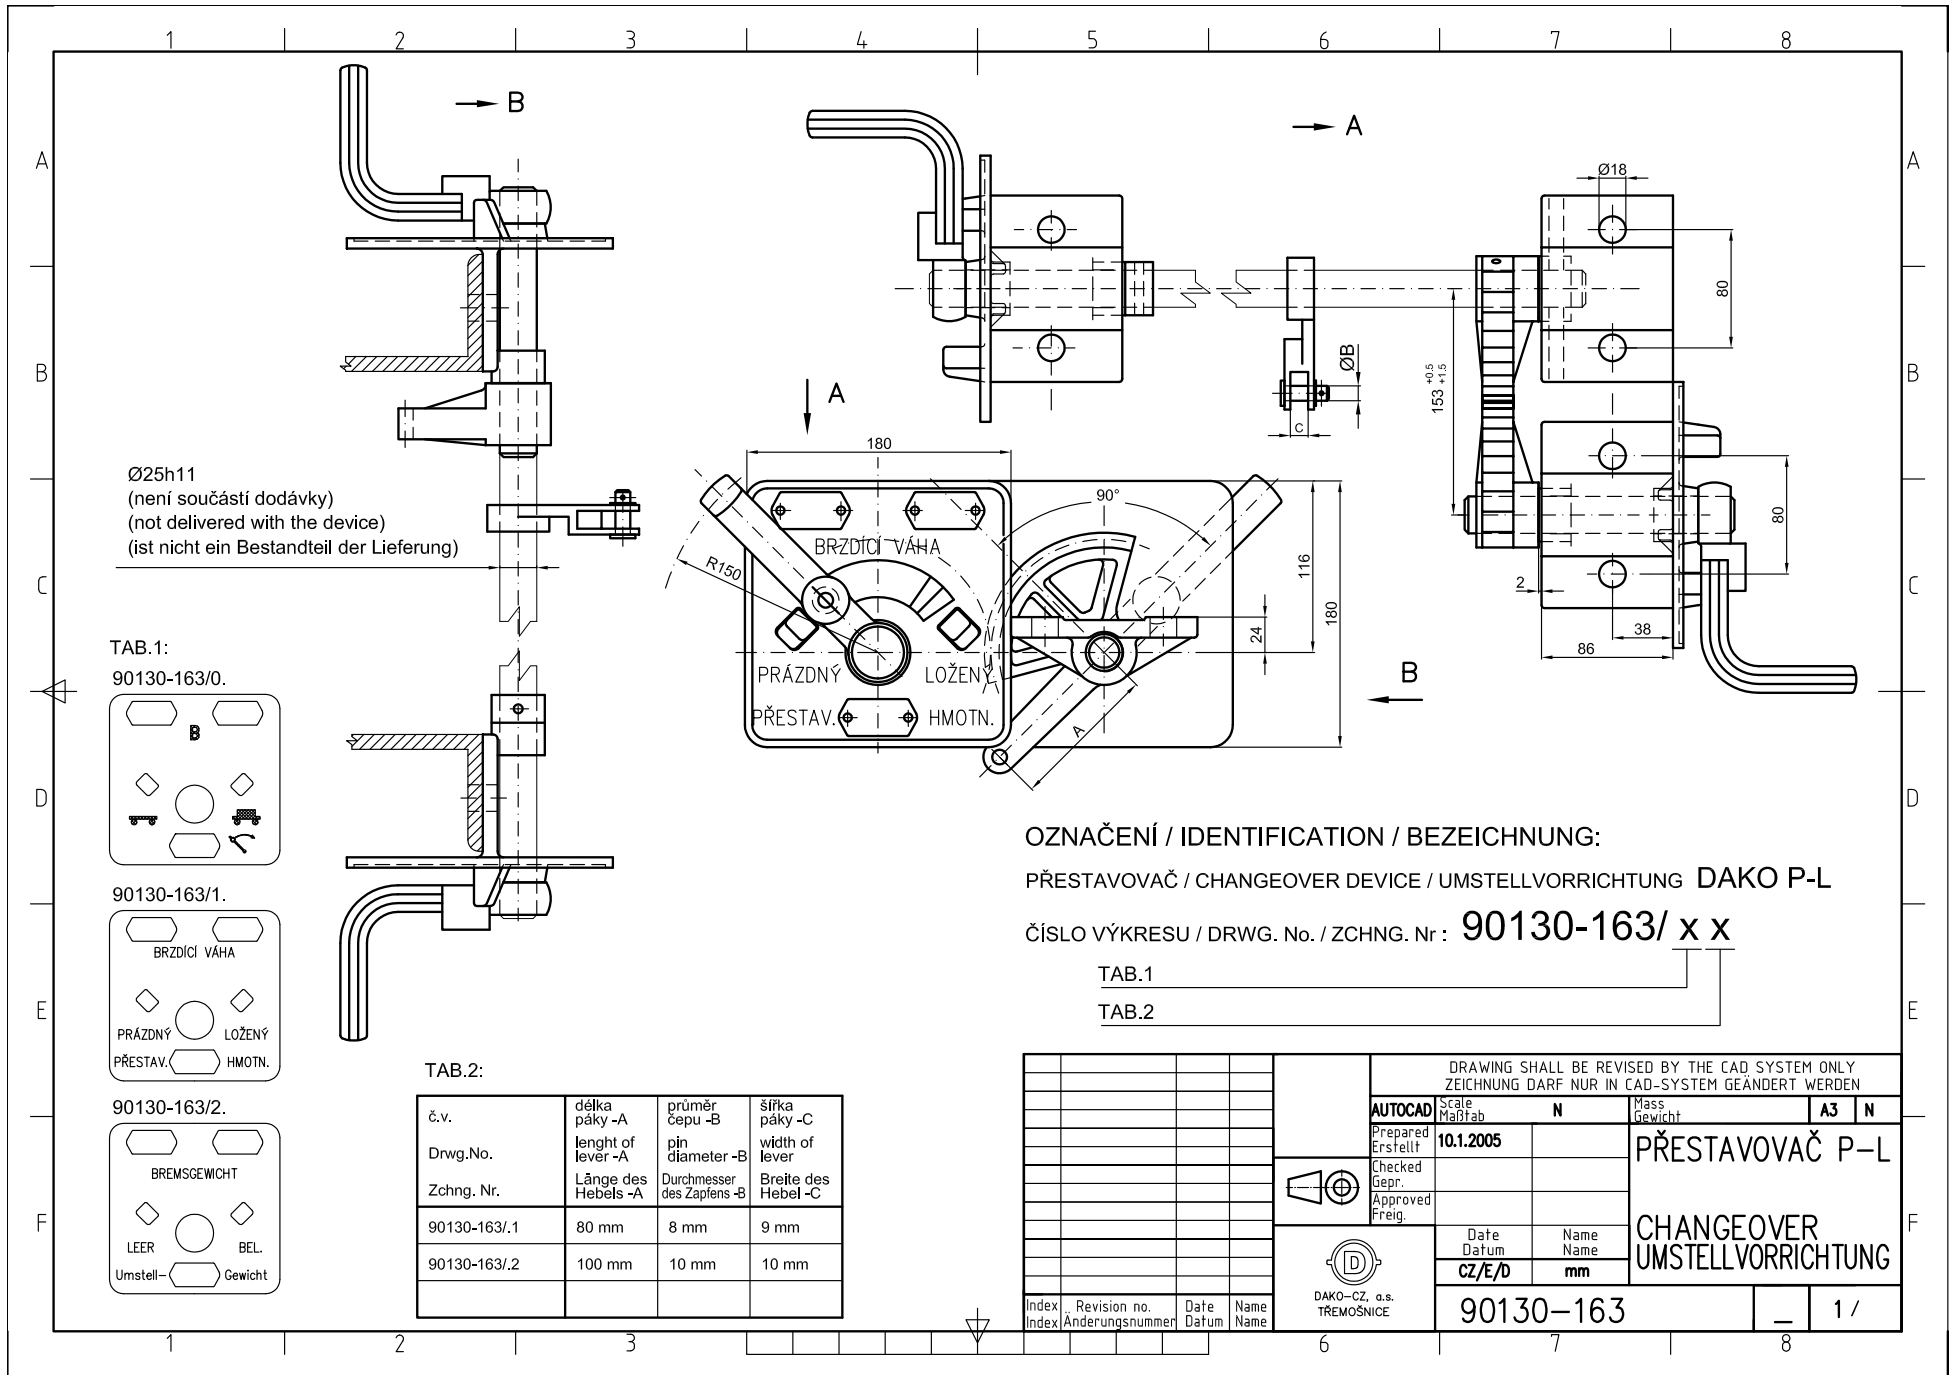 1 2 3 4 5 6 7 8
A
B
C
D
E
F
A
B
C
D
E
F
1 2 3 6 7 8
B
A
A
B
Ø25h11
(není součástí dodávky)
(not delivered with the device)
(ist nicht ein Bestandteil der Lieferung)
Ø18
80
153 +0.5 +1.5
ØB
C
80
2
38
86
180
90°
R150
116
24
180
A
BRZDÍCÍ VÁHA
PRÁZDNÝ LOŽENÝ
PŘESTAV. HMOTN.
TAB.1:
90130-163/0.
B
90130-163/1.
BRZDÍCÍ VÁHA
PRÁZDNÝ LOŽENÝ
PŘESTAV. HMOTN.
90130-163/2.
BREMSGEWICHT
LEER BEL.
Umstell- Gewicht
OZNAČENÍ / IDENTIFICATION / BEZEICHNUNG:
PŘESTAVOVAČ / CHANGEOVER DEVICE / UMSTELLVORRICHTUNG DAKO P-L
ČÍSLO VÝKRESU / DRWG. No. / ZCHNG. Nr : 90130-163/ x x
TAB.1
TAB.2
TAB.2:
č.v.
Drwg.No.
Zchng. Nr.
délka
páky -A
lenght of
lever -A
Länge des
Hebels -A
průměr
čepu -B
pin
diameter -B
Durchmesser
des Zapfens -B
šířka
páky -C
width of
lever
Breite des
Hebel -C
90130-163/.1 80 mm 8 mm 9 mm
90130-163/.2 100 mm 10 mm 10 mm
DRAWING SHALL BE REVISED BY THE CAD SYSTEM ONLY
ZEICHNUNG DARF NUR IN CAD-SYSTEM GEÄNDERT WERDEN
AUTOCAD
Scale
Maßtab
N
Mass
Gewicht
A3 N
Prepared
Erstellt
10.1.2005
Checked
Gepr.
Approved
Freig.
Date
Datum
Name
Name
CZ/E/D mm
PŘESTAVOVAČ P-L
CHANGEOVER
UMSTELLVORRICHTUNG
D
DAKO-CZ, a.s.
TŘEMOŠNICE
90130-163 _ 1 /
Index Revision no. Date Name
Index Änderungsnummer Datum Name